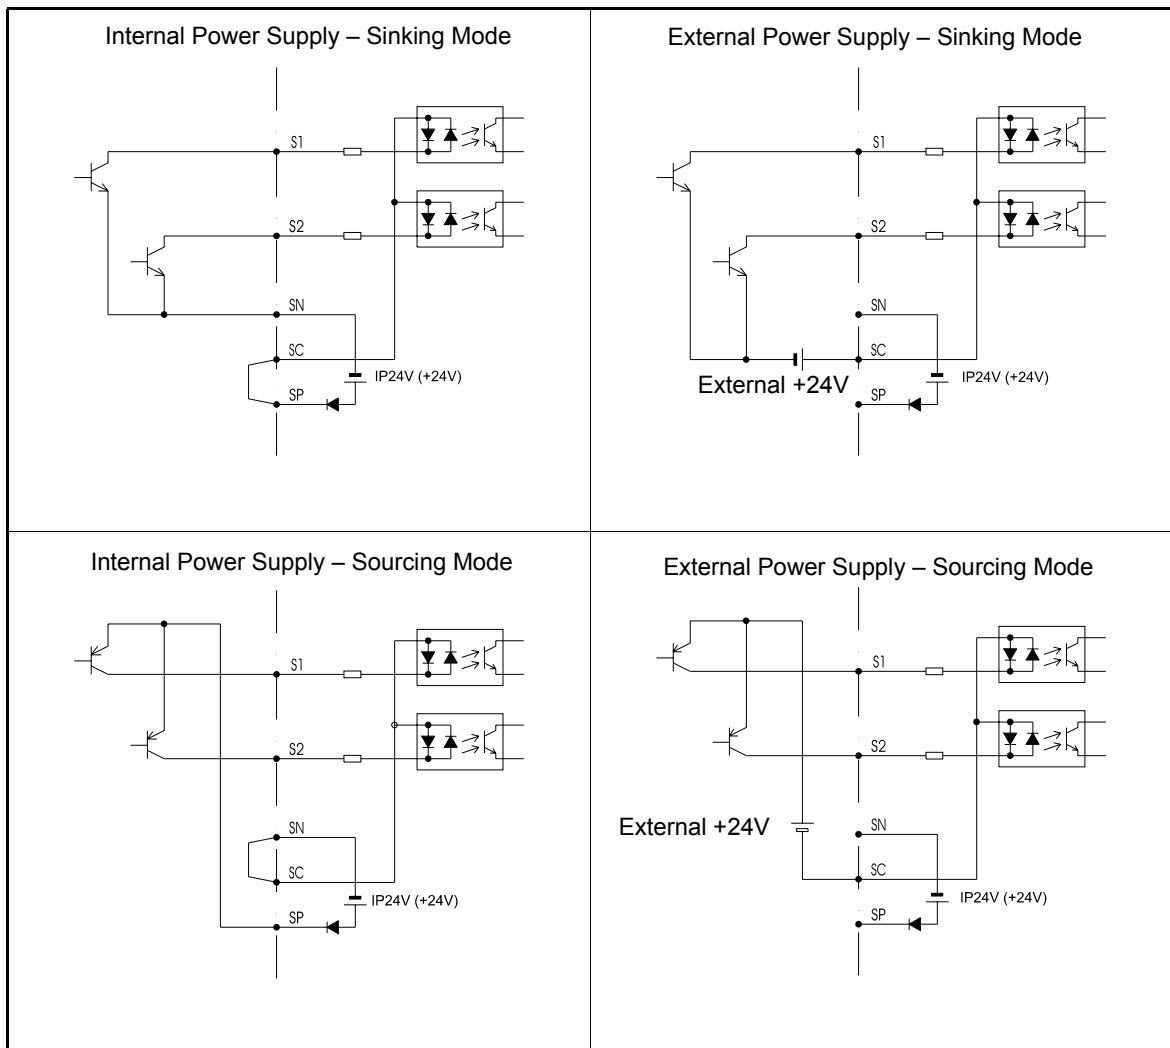 Internal Power Supply – Sinking Mode
S1
S2
SN
SC
IP24V (+24V)
SP
External Power Supply – Sinking Mode
S1
S2
SN
SC
External +24V
IP24V (+24V)
SP
Internal Power Supply – Sourcing Mode
S1
S2
SN
SC
IP24V (+24V)
SP
External Power Supply – Sourcing Mode
S1
S2
External +24V
SN
SC
IP24V (+24V)
SP